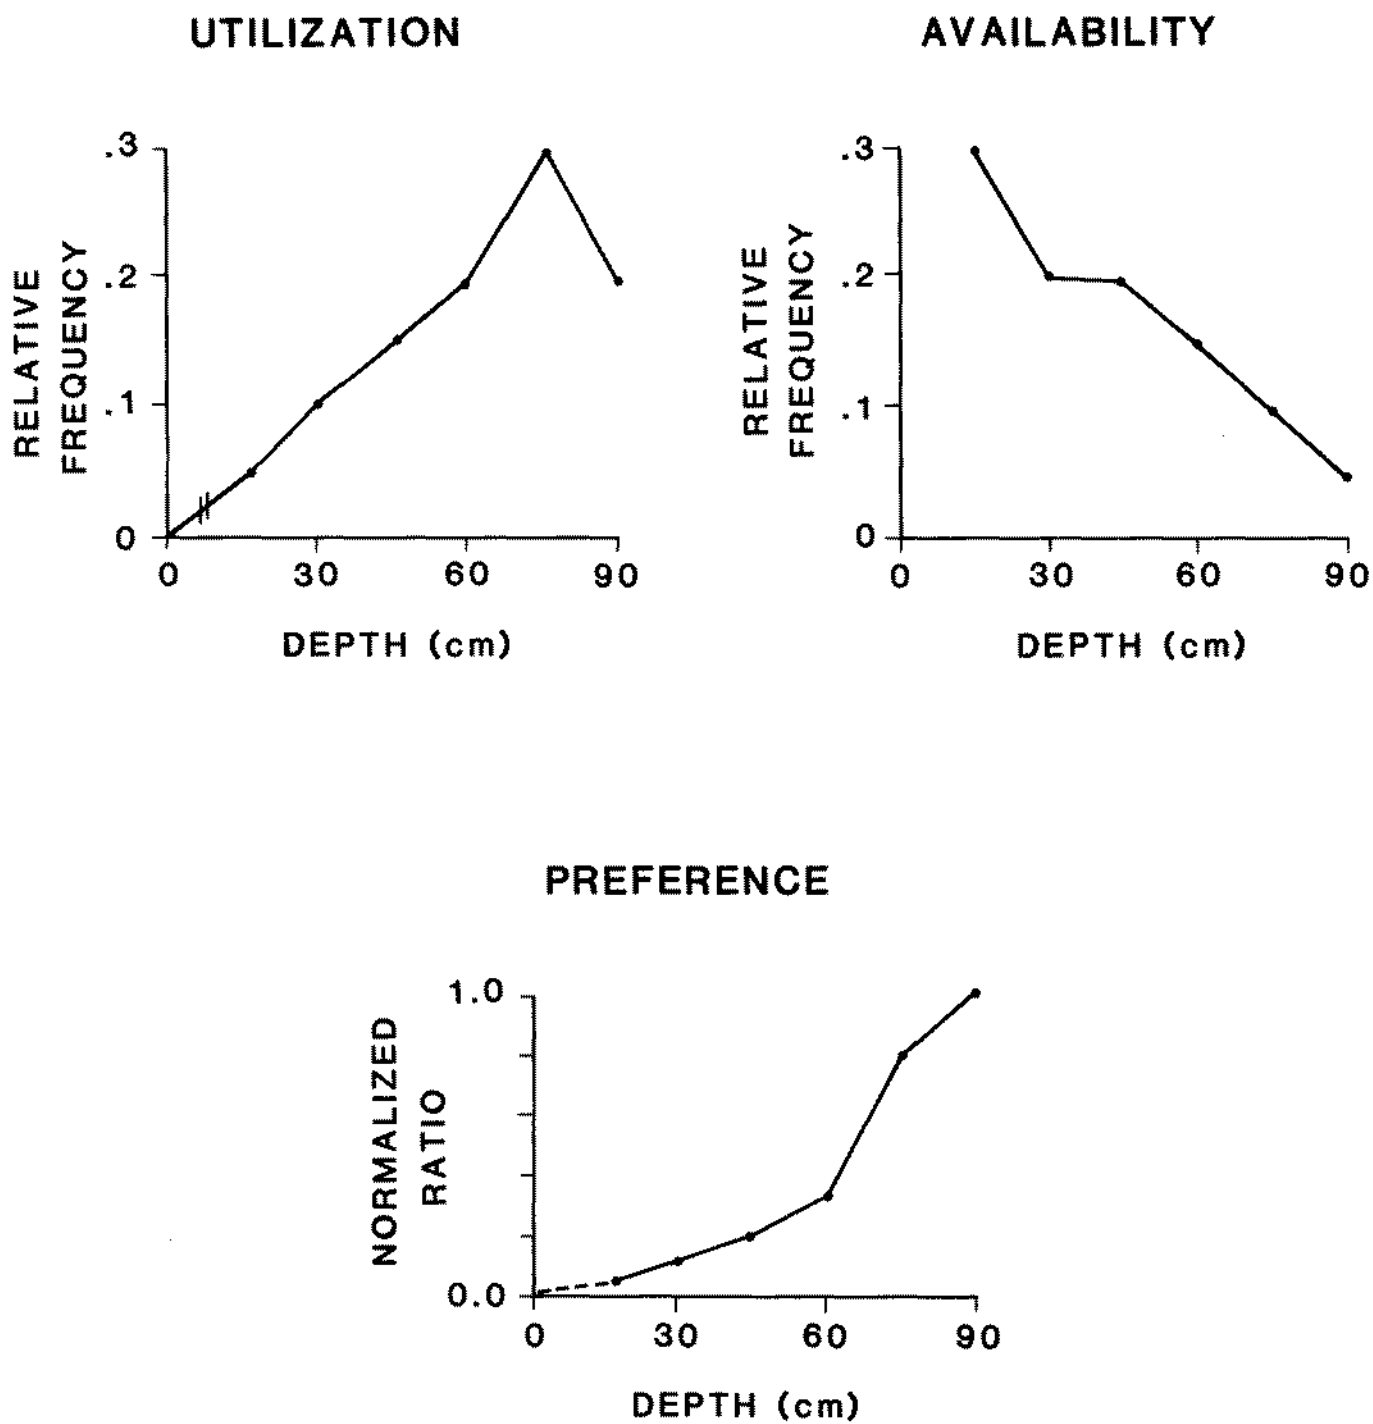 UTILIZATION
.3
.2
.1
0
RELATIVE
FREQUENCY
0 30 60 90
DEPTH (cm)
AVAILABILITY
.3
.2
.1
0
RELATIVE
FREQUENCY
0 30 60 90
DEPTH (cm)
PREFERENCE
1.0
0.0
NORMALIZED
RATIO
0 30 60 90
DEPTH (cm)